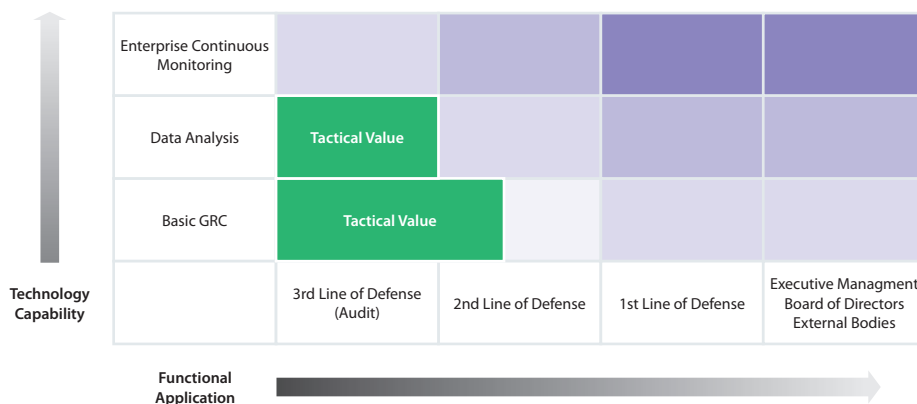 Enterprise Continuous
Monitoring
Data Analysis
Tactical Value
Basic GRC
Tactical Value
Technology
Capability
3rd Line of Defense
(Audit)
2nd Line of Defense
1st Line of Defense
Executive Managment
Board of Directors
External Bodies
Functional
Application